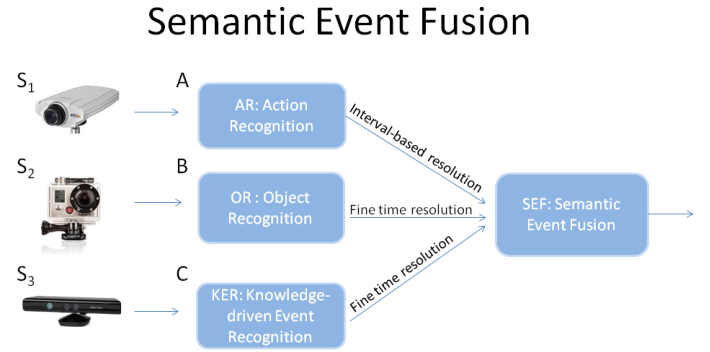 Semantic Event Fusion
S1
A
AR: Action
Recognition
Interval-based resolution
S2
B
OR : Object
Recognition
Fine time resolution
SEF: Semantic
Event Fusion
S3
C
KER: Knowledge-
driven Event
Recognition
Fine time resolution